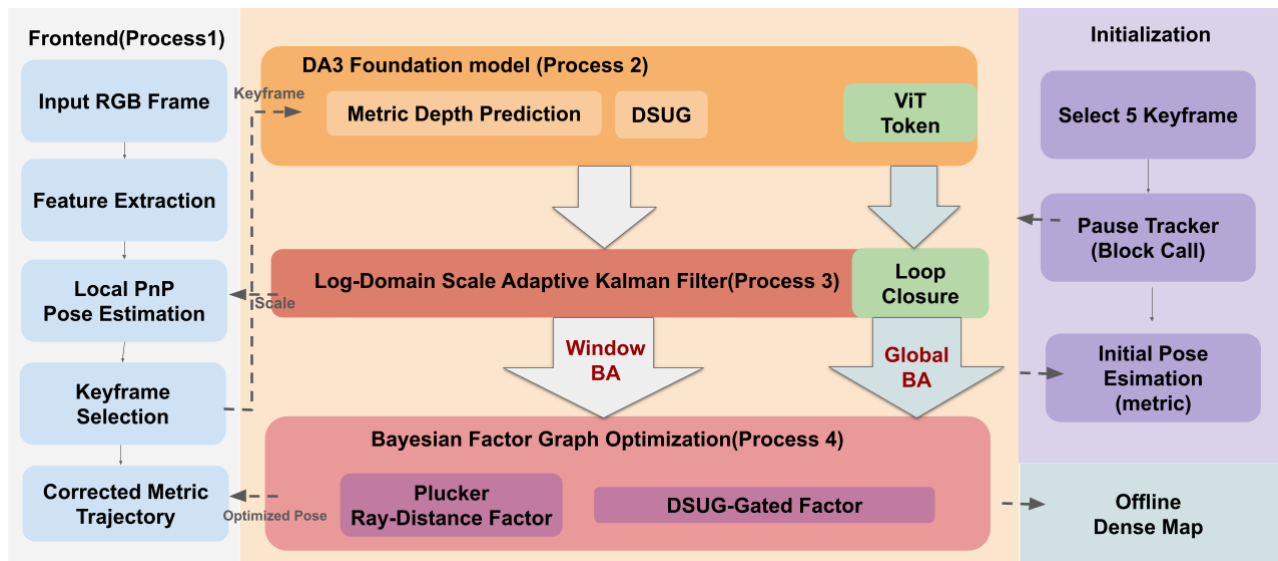 Frontend(Process1)
Input RGB Frame
Feature Extraction
Local PnP
Pose Estimation
Keyframe
Selection
Corrected Metric
Trajectory
Keyframe
Scale
Optimized Pose
DA3 Foundation model (Process 2)
Metric Depth Prediction
DSUG
ViT
Token
Log-Domain Scale Adaptive Kalman Filter(Process 3)
Loop
Closure
Window
BA
Global
BA
Bayesian Factor Graph Optimization(Process 4)
Plucker
Ray-Distance Factor
DSUG-Gated Factor
Initialization
Select 5 Keyframe
Pause Tracker
(Block Call)
Initial Pose
Esimation
(metric)
Offline
Dense Map